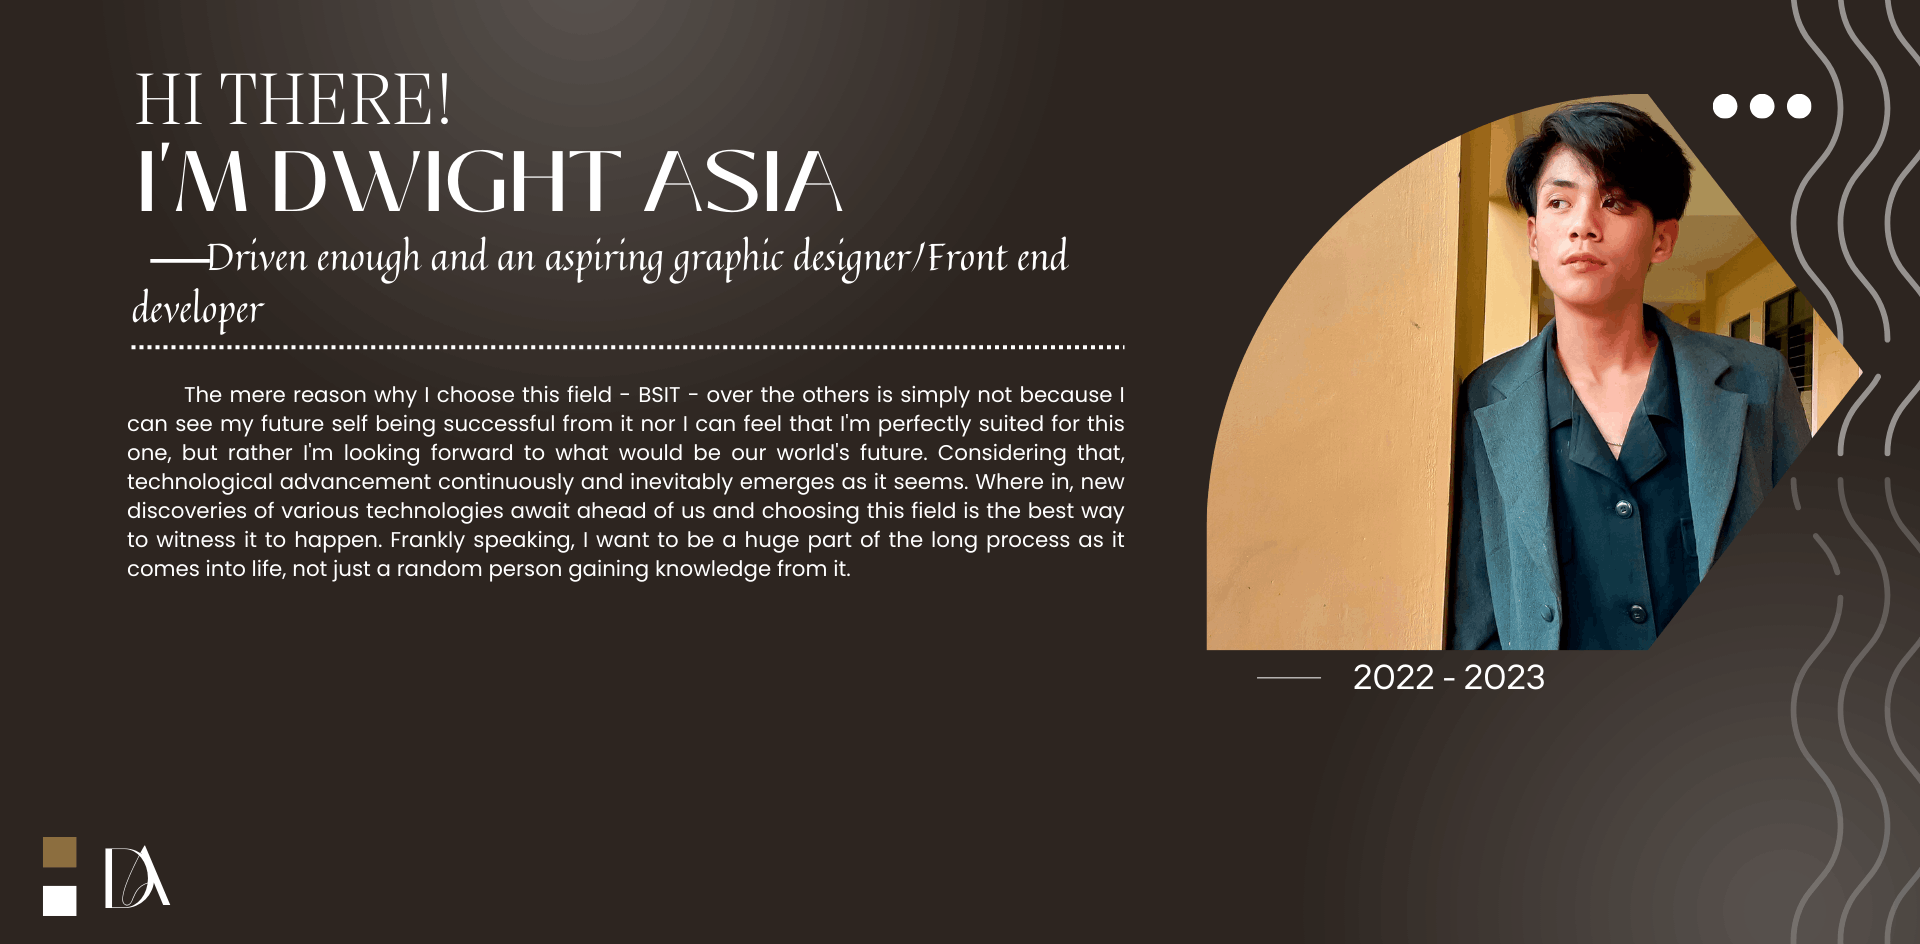 HI THERE!
I'M DWIGHT ASIA
Driven enough and an aspiring graphic designer/Front end
developer
The mere reason why I choose this field - BSIT - over the others is simply not because I
can see my future self being successful from it nor I can feel that I'm perfectly suited for this
one, but rather I'm looking forward to what would be our world's future. Considering that,
technological advancement continuously and inevitably emerges as it seems. Where in, new
discoveries of various technologies await ahead of us and choosing this field is the best way
to witness it to happen. Frankly speaking, I want to be a huge part of the long process as it
comes into life, not just a random person gaining knowledge from it.
2022 - 2023
DA